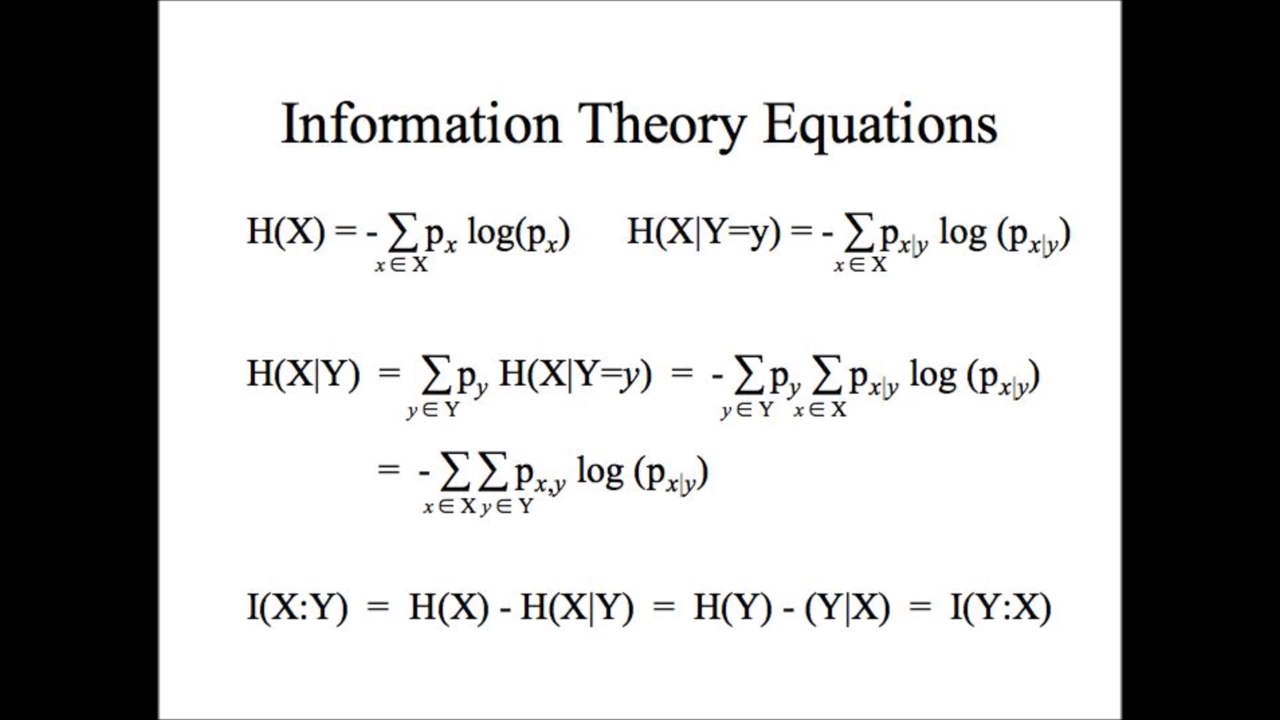 Information Theory Equations
H(X) = - ∑_{x∈X} p_x log(p_x)   H(X|Y=y) = - ∑_{x∈X} p_{x|y} log (p_{x|y})
H(X|Y) = ∑_{y∈Y} p_y H(X|Y=y) = - ∑_{y∈Y} p_y ∑_{x∈X} p_{x|y} log (p_{x|y})
= - ∑_{x∈X} ∑_{y∈Y} p_{x,y} log (p_{x|y})
I(X:Y) = H(X) - H(X|Y) = H(Y) - (Y|X) = I(Y:X)